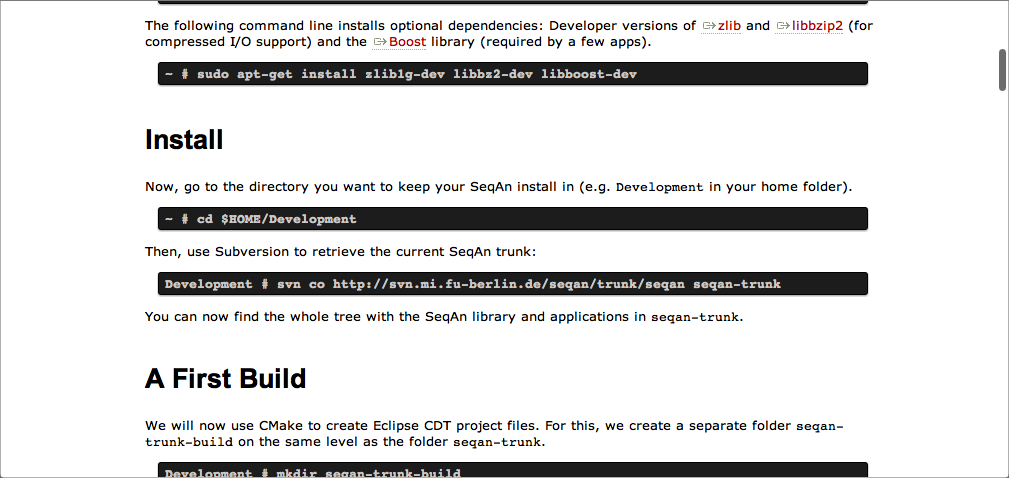 The following command line installs optional dependencies: Developer versions of zlib and libbzip2 (for
compressed I/O support) and the Boost library (required by a few apps).
~ # sudo apt-get install zlib1g-dev libbz2-dev libboost-dev
Install
Now, go to the directory you want to keep your SeqAn install in (e.g. Development in your home folder).
~ # cd $HOME/Development
Then, use Subversion to retrieve the current SeqAn trunk:
Development # svn co http://svn.mi.fu-berlin.de/seqan/trunk/seqan seqan-trunk
You can now find the whole tree with the SeqAn library and applications in seqan-trunk.
A First Build
We will now use CMake to create Eclipse CDT project files. For this, we create a separate folder seqan-
trunk-build on the same level as the folder seqan-trunk.
Development # mkdir seqan-trunk-build